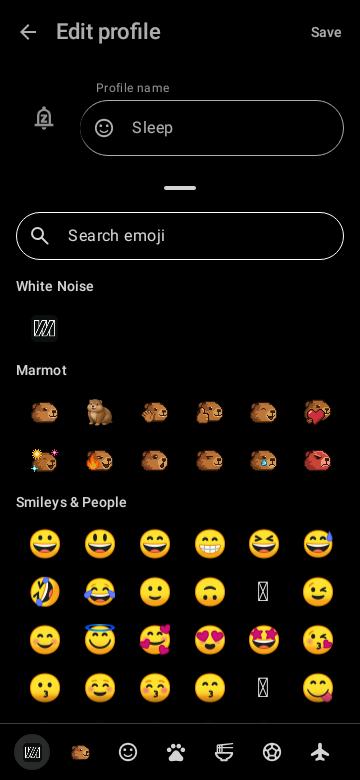 Edit profile
Save
Profile name
Sleep
Search emoji
White Noise
Marmot
Smileys & People